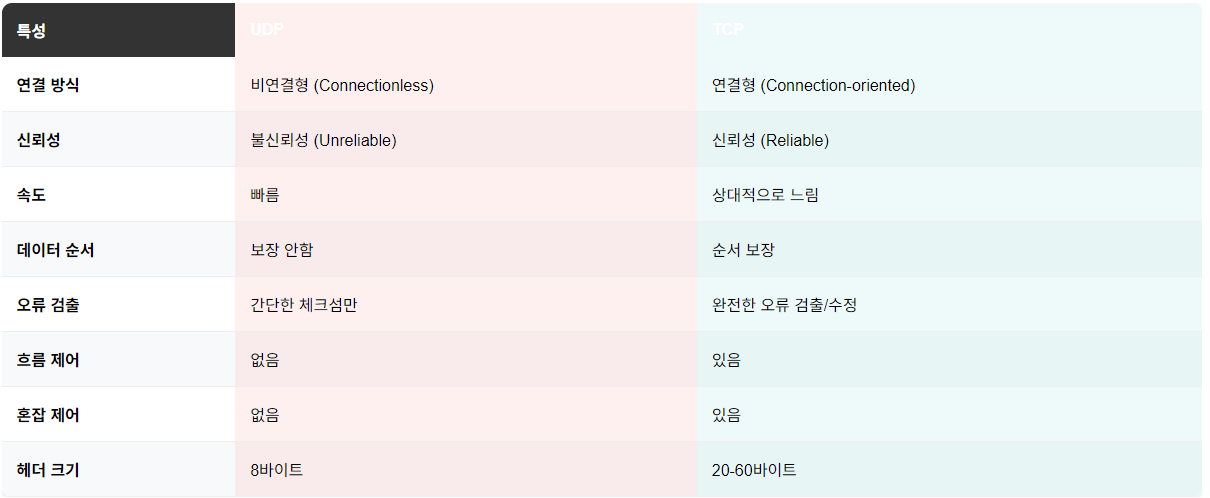 특성 UDP TCP
연결 방식 비연결형 (Connectionless) 연결형 (Connection-oriented)
신뢰성 불신뢰성 (Unreliable) 신뢰성 (Reliable)
속도 빠름 상대적으로 느림
데이터 순서 보장 안함 순서 보장
오류 검출 간단한 체크섬만 완전한 오류 검출/수정
흐름 제어 없음 있음
혼잡 제어 없음 있음
헤더 크기 8바이트 20-60바이트